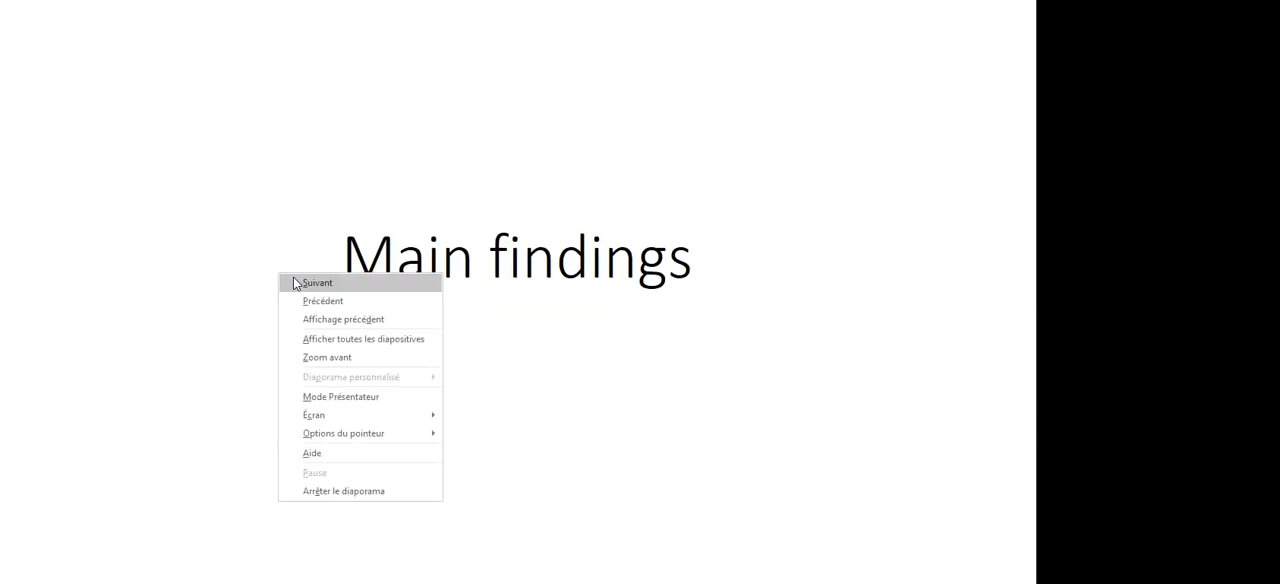 Main findings
Suivant
Précédent
Affichage précédent
Afficher toutes les diapositives
Zoom avant
Diaporama personnalisé
Mode Présentateur
Écran
Options du pointeur
Aide
Pause
Arrêter le diaporama